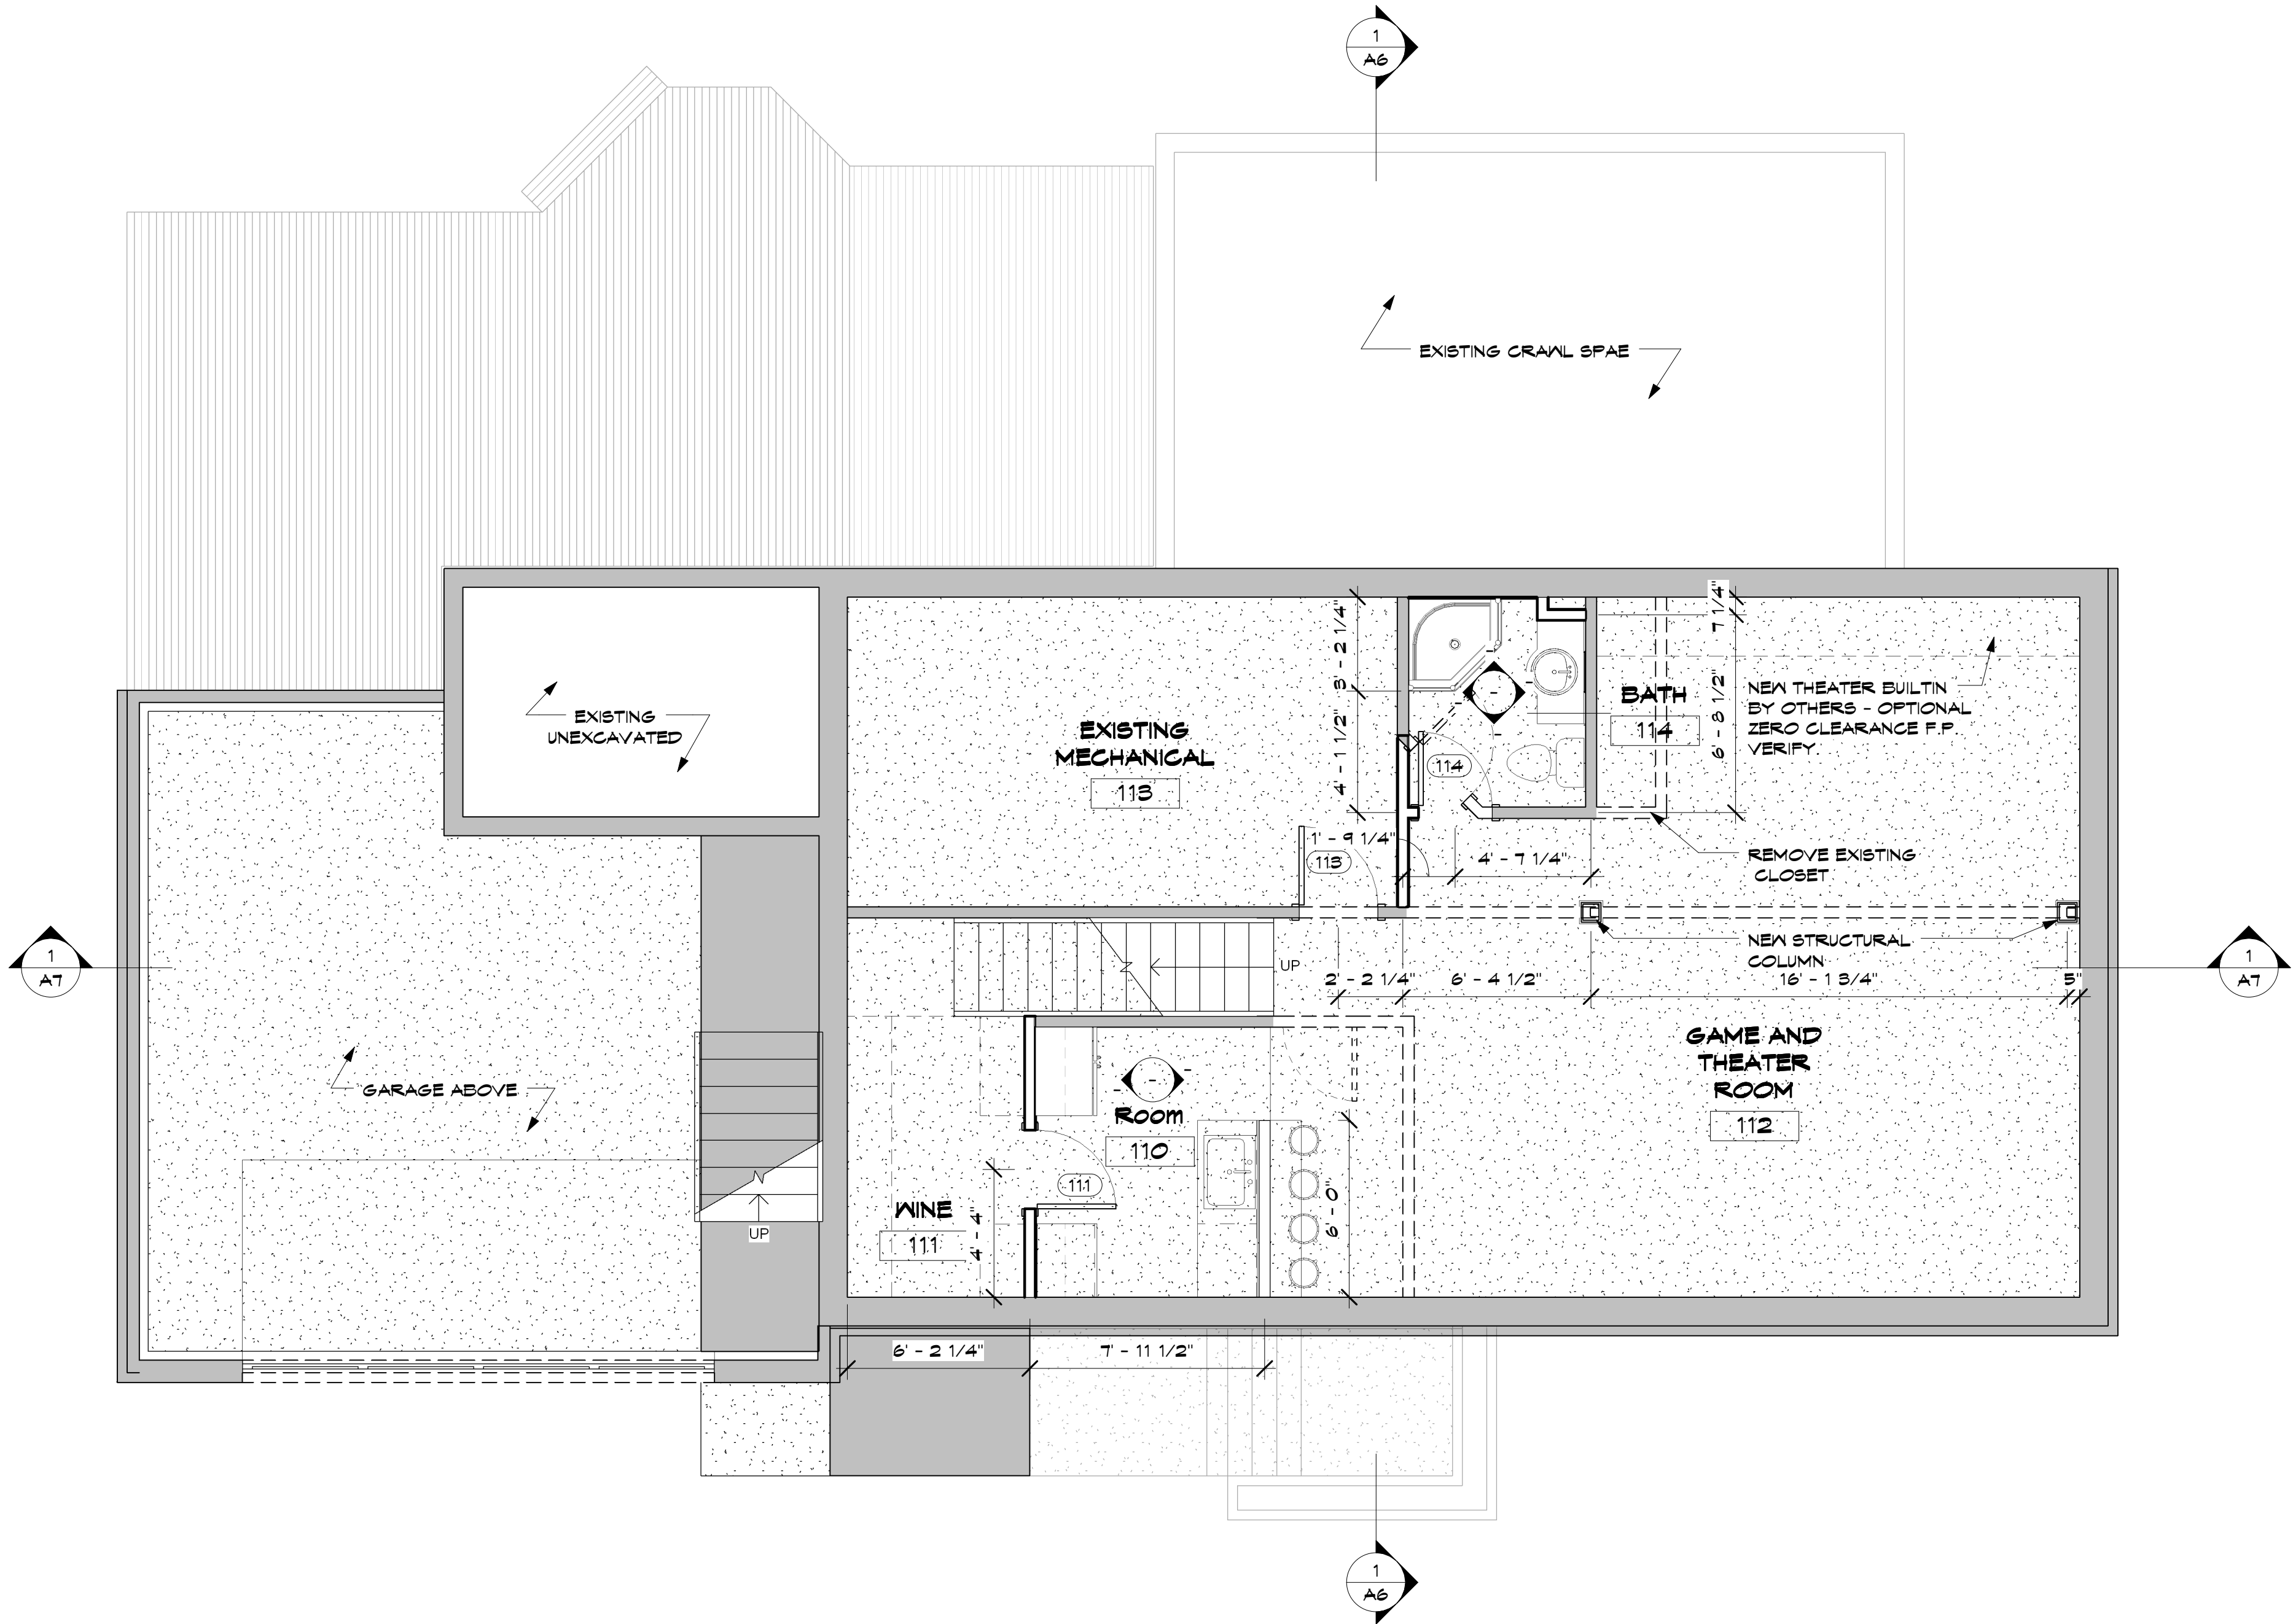 1
A6
EXISTING CRAWL SPAE
EXISTING
UNEXCAVATED
EXISTING
MECHANICAL
113
3' - 2 1/4"
4' - 1 1/2"
1' - 9 1/4"
113
114
4' - 7 1/4"
BATH
114
7 1/4"
6' - 8 1/2"
NEW THEATER BUILTIN
BY OTHERS - OPTIONAL
ZERO CLEARANCE F.P.
VERIFY.
REMOVE EXISTING
CLOSET
NEW STRUCTURAL
COLUMN
1
A7
1
A7
UP
2' - 2 1/4"
6' - 4 1/2"
16' - 1 3/4"
5"
GAME AND
THEATER
ROOM
112
GARAGE ABOVE
UP
Room
110
111
WINE
111
4' - 4"
6' - 0"
6' - 2 1/4"
7' - 11 1/2"
1
A6